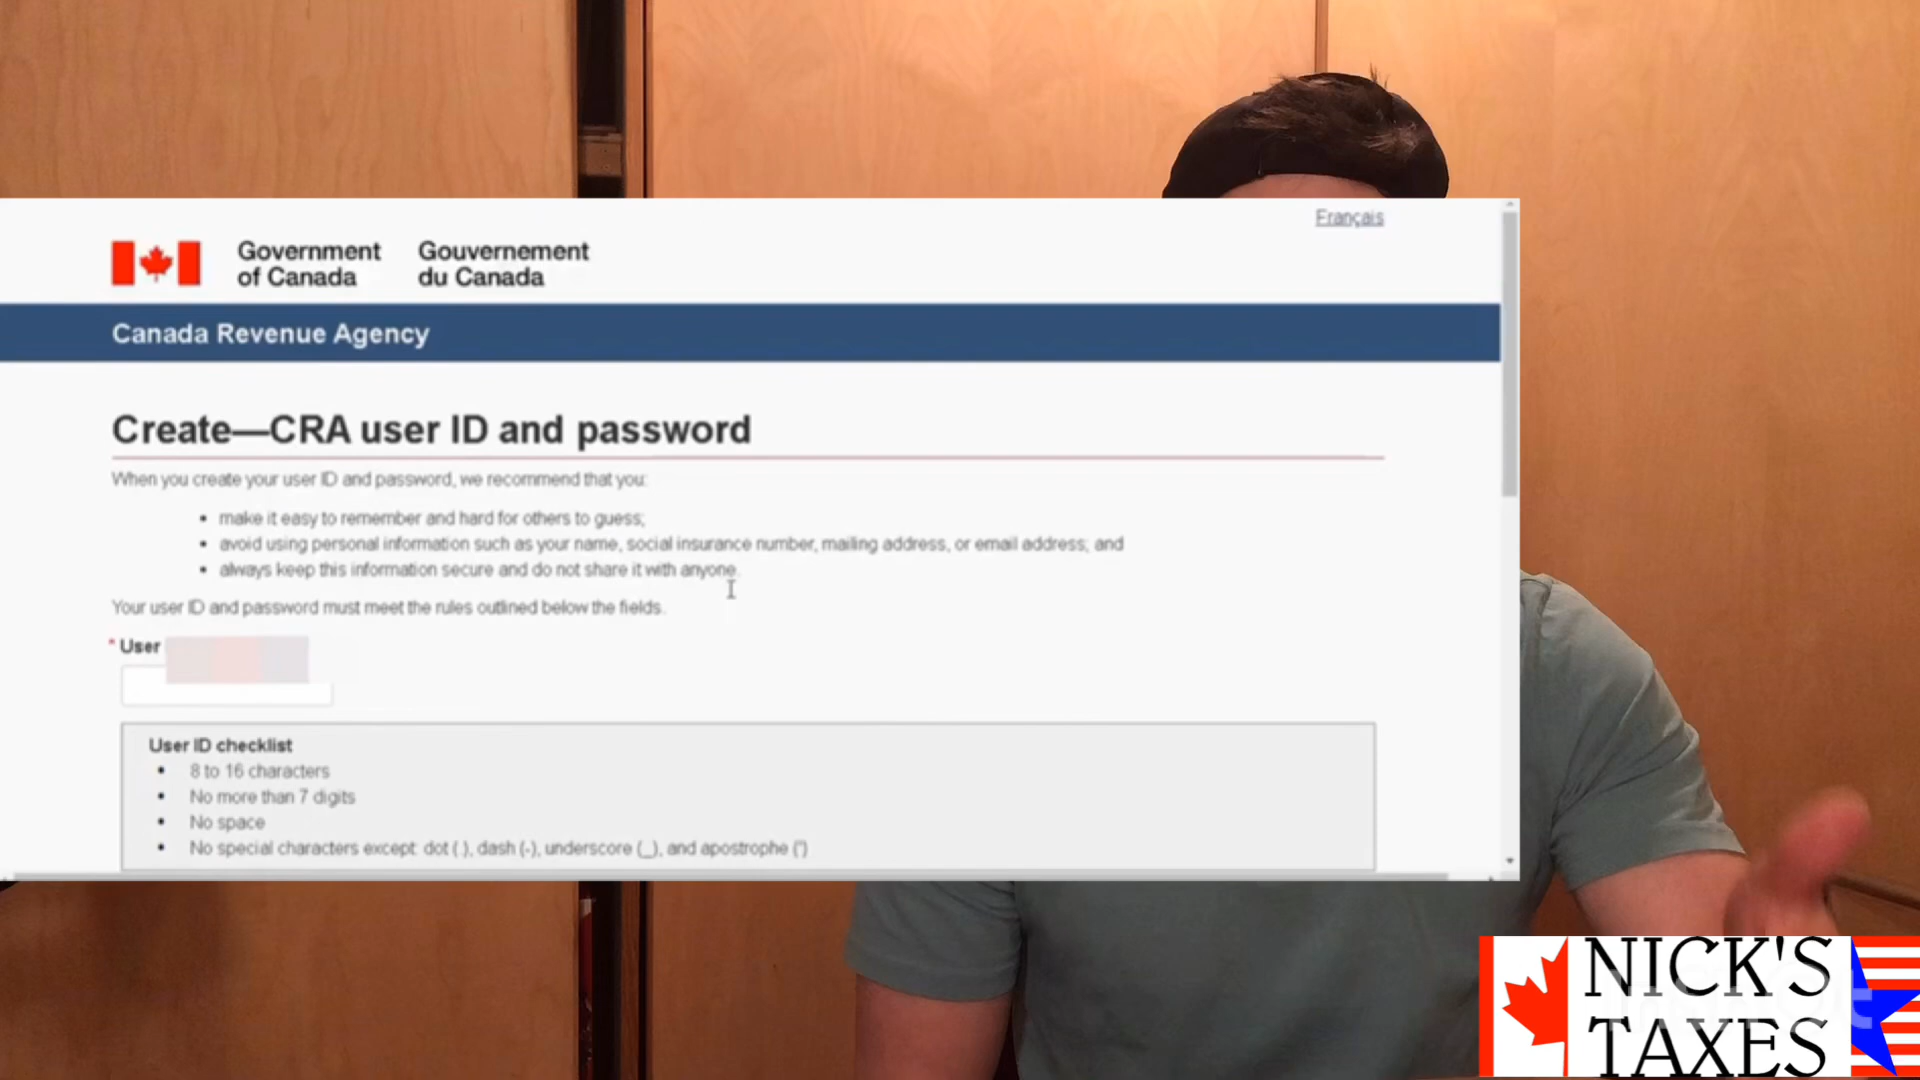 Français
Government of Canada
Gouvernement du Canada
Canada Revenue Agency
Create—CRA user ID and password
When you create your user ID and password, we recommend that you:
• make it easy to remember and hard for others to guess;
• avoid using personal information such as your name, social insurance number, mailing address, or email address; and
• always keep this information secure and do not share it with anyone.
Your user ID and password must meet the rules outlined below the fields.
* User
User ID checklist
• 8 to 16 characters
• No more than 7 digits
• No space
• No special characters except: dot (.), dash (-), underscore (_), and apostrophe (')
NICK'S
TAXES